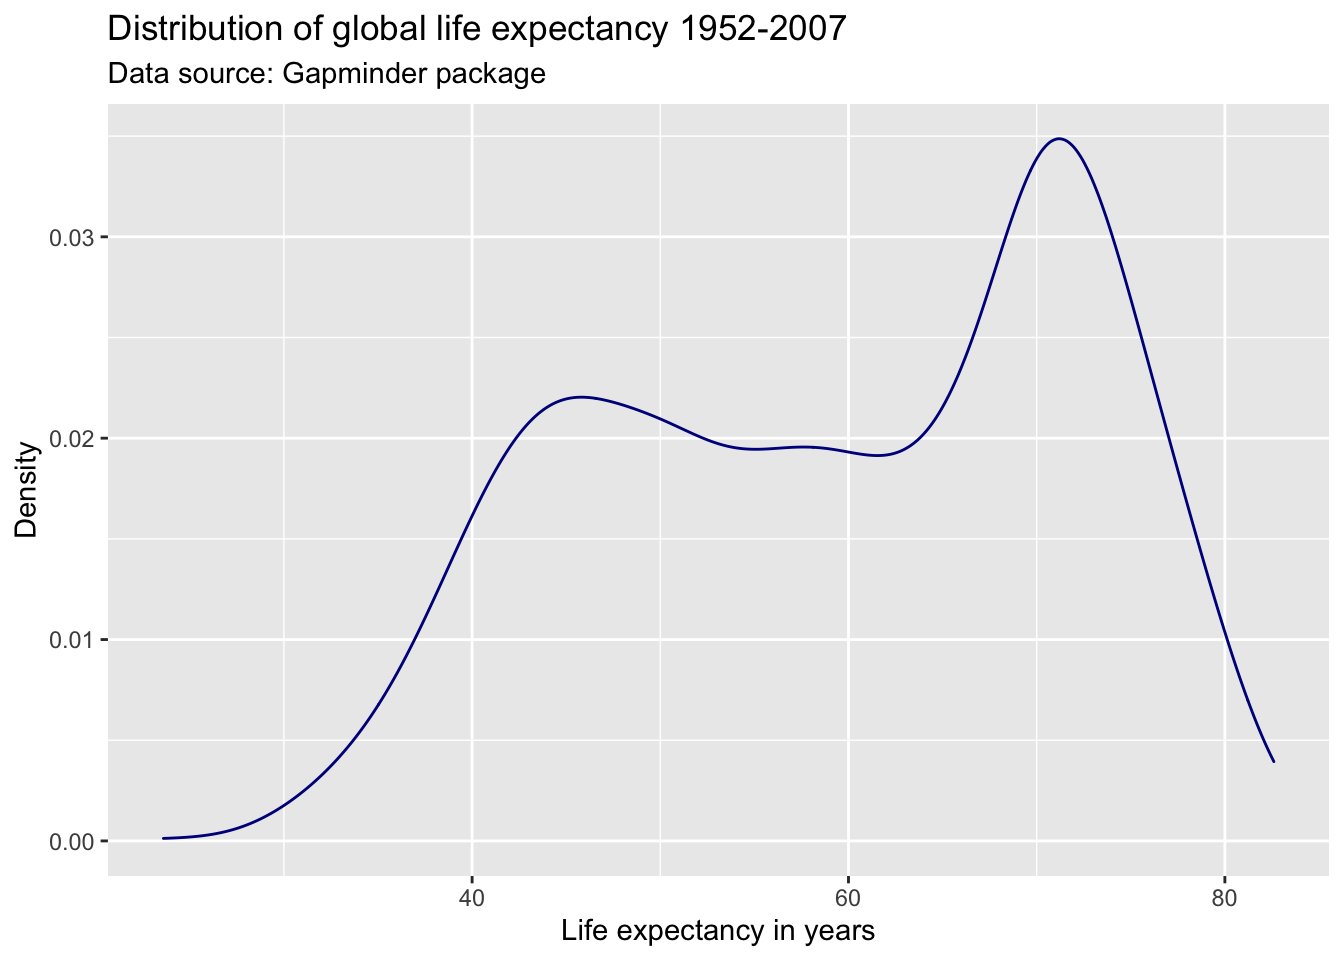 Distribution of global life expectancy 1952-2007
Data source: Gapminder package
0.03
0.02
0.01
0.00
Density
40 60 80
Life expectancy in years